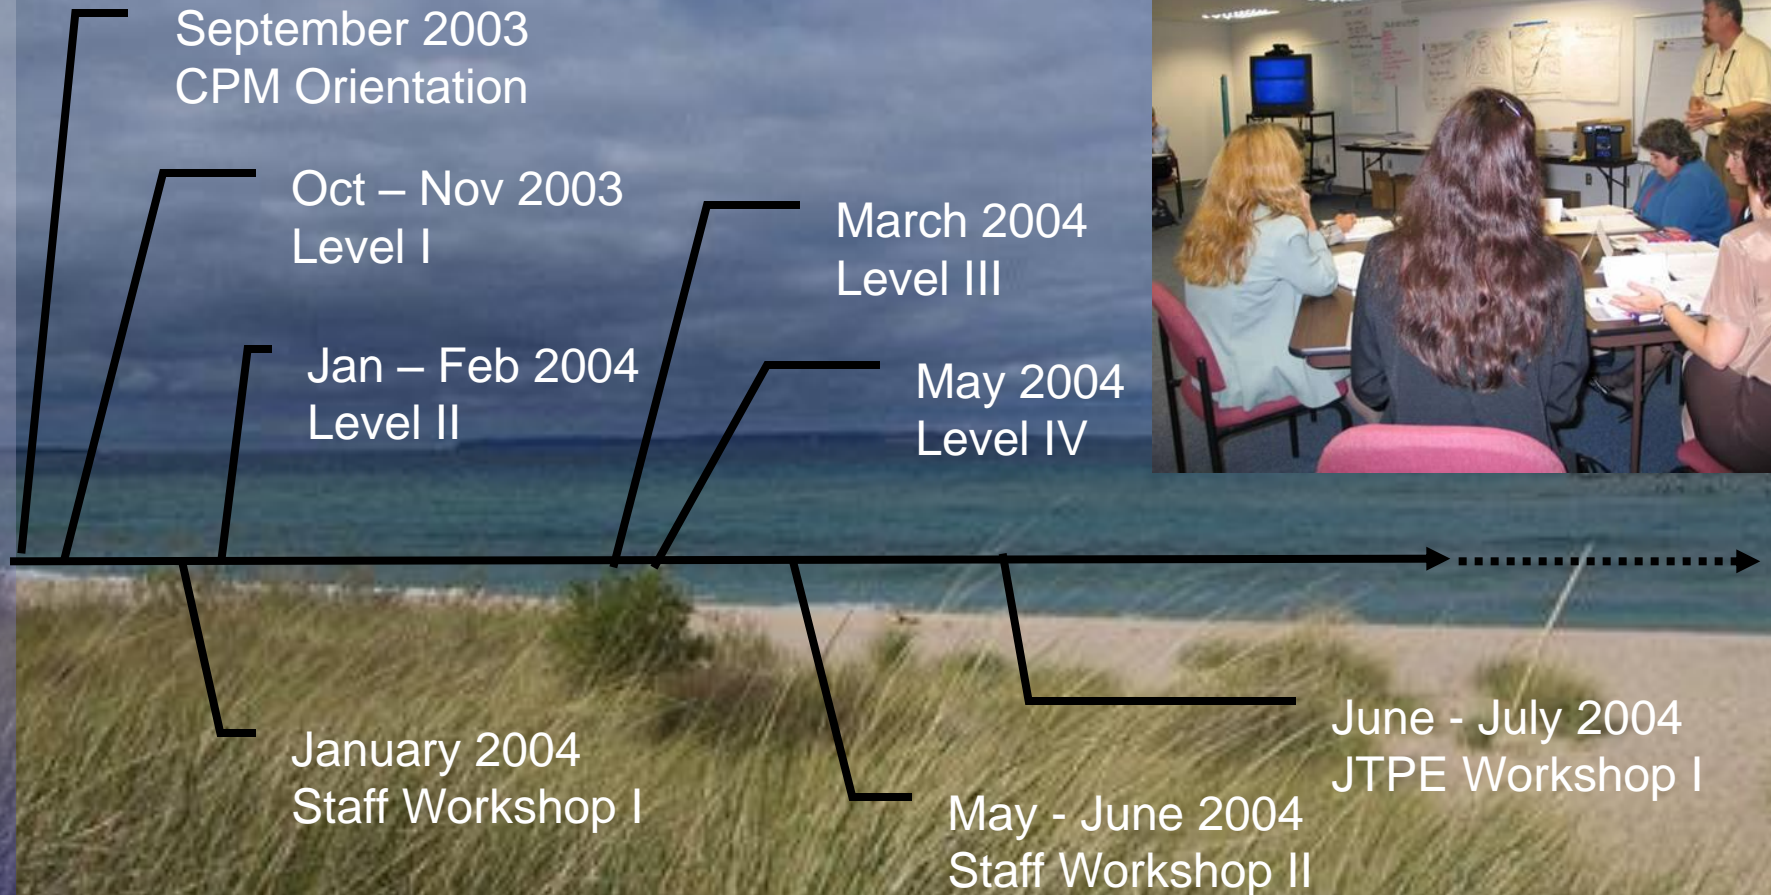 September 2003
CPM Orientation
Oct – Nov 2003
Level I
Jan – Feb 2004
Level II
March 2004
Level III
May 2004
Level IV
January 2004
Staff Workshop I
May - June 2004
Staff Workshop II
June - July 2004
JTPE Workshop I